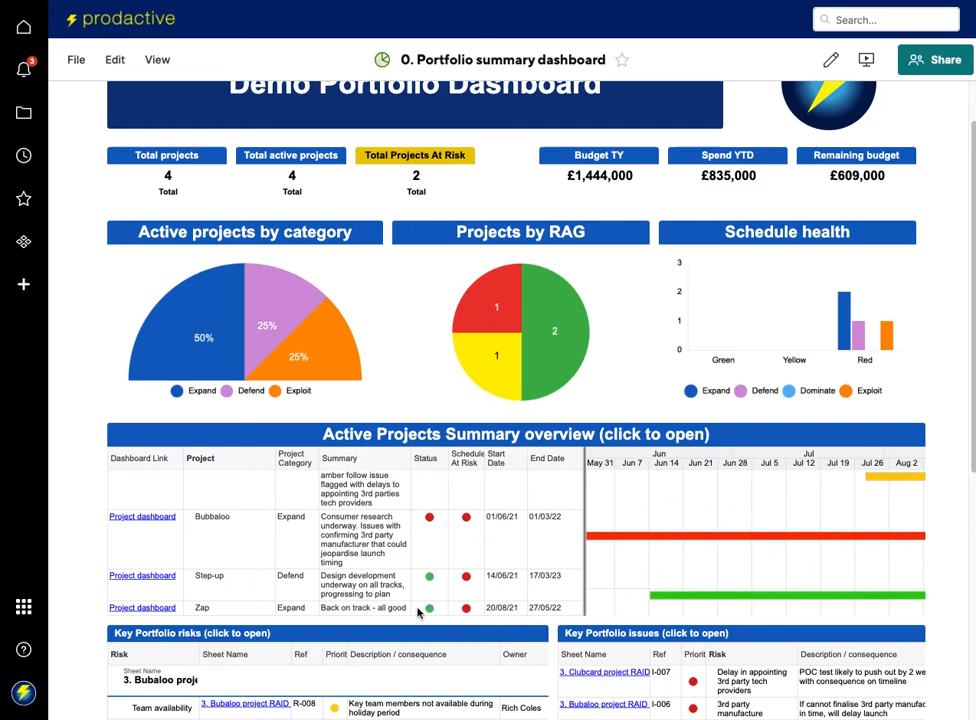 prodactive
Search...
3
File Edit View
0. Portfolio summary dashboard
Share
Demo Portfolio Dashboard
Total projects
4
Total
Total active projects
4
Total
Total Projects At Risk
2
Total
Budget TY
£1,444,000
Spend YTD
£835,000
Remaining budget
£609,000
Active projects by category
50%
25%
25%
Expand Defend Exploit
Projects by RAG
1
2
1
Schedule health
3
2
1
0
Green Yellow Red
Expand Defend Dominate Exploit
Active Projects Summary overview (click to open)
Dashboard Link Project Project Category Summary Status Schedule At Risk Start Date End Date
Jun Jul
May 31 Jun 7 Jun 14 Jun 21 Jun 28 Jul 5 Jul 12 Jul 19 Jul 26 Aug 2
amber follow issue
flagged with delays to
appointing 3rd parties
tech providers
Project dashboard Bubbaloo Expand Consumer research 01/06/21 01/03/22
underway. Issues with
confirming 3rd party
manufacturer that could
jeopardise launch
timing
Project dashboard Step-up Defend Design development 14/06/21 17/03/23
underway on all tracks,
progressing to plan
Project dashboard Zap Expand Back on track - all good 20/08/21 27/05/22
Key Portfolio risks (click to open)
Risk Sheet Name Ref Priorit Description / consequence Owner
Sheet Name
3. Bubaloo proje
Team availability 3. Bubaloo project RAID R-008 Key team members not available during Rich Coles
holiday period
Key Portfolio issues (click to open)
Sheet Name Ref Priorit Risk Description / consequence
3. Clubcard project RAID I-007 Delay in appointing POC test likely to push out by 2 we
3rd party tech with consequence on timeline
providers
3. Bubaloo project RAID I-006 3rd party If cannot finalise 3rd party manufac
manufacture in time, will delay launch